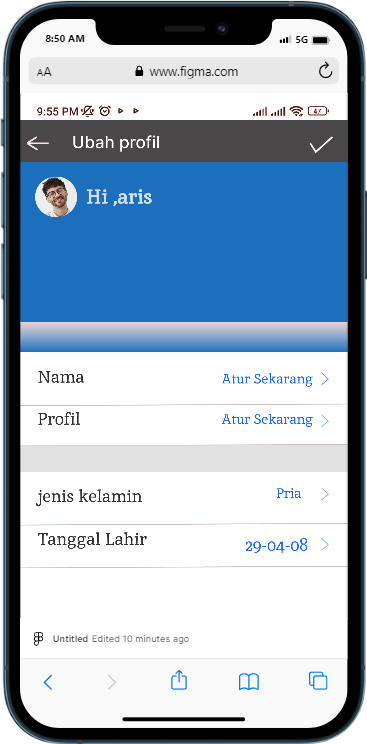 8:50 AM 5G
AA www.figma.com
9:55 PM 47
Ubah profil
Hi ,aris
Nama Atur Sekarang
Profil Atur Sekarang
jenis kelamin Pria
Tanggal Lahir 29-04-08
Untitled Edited 10 minutes ago